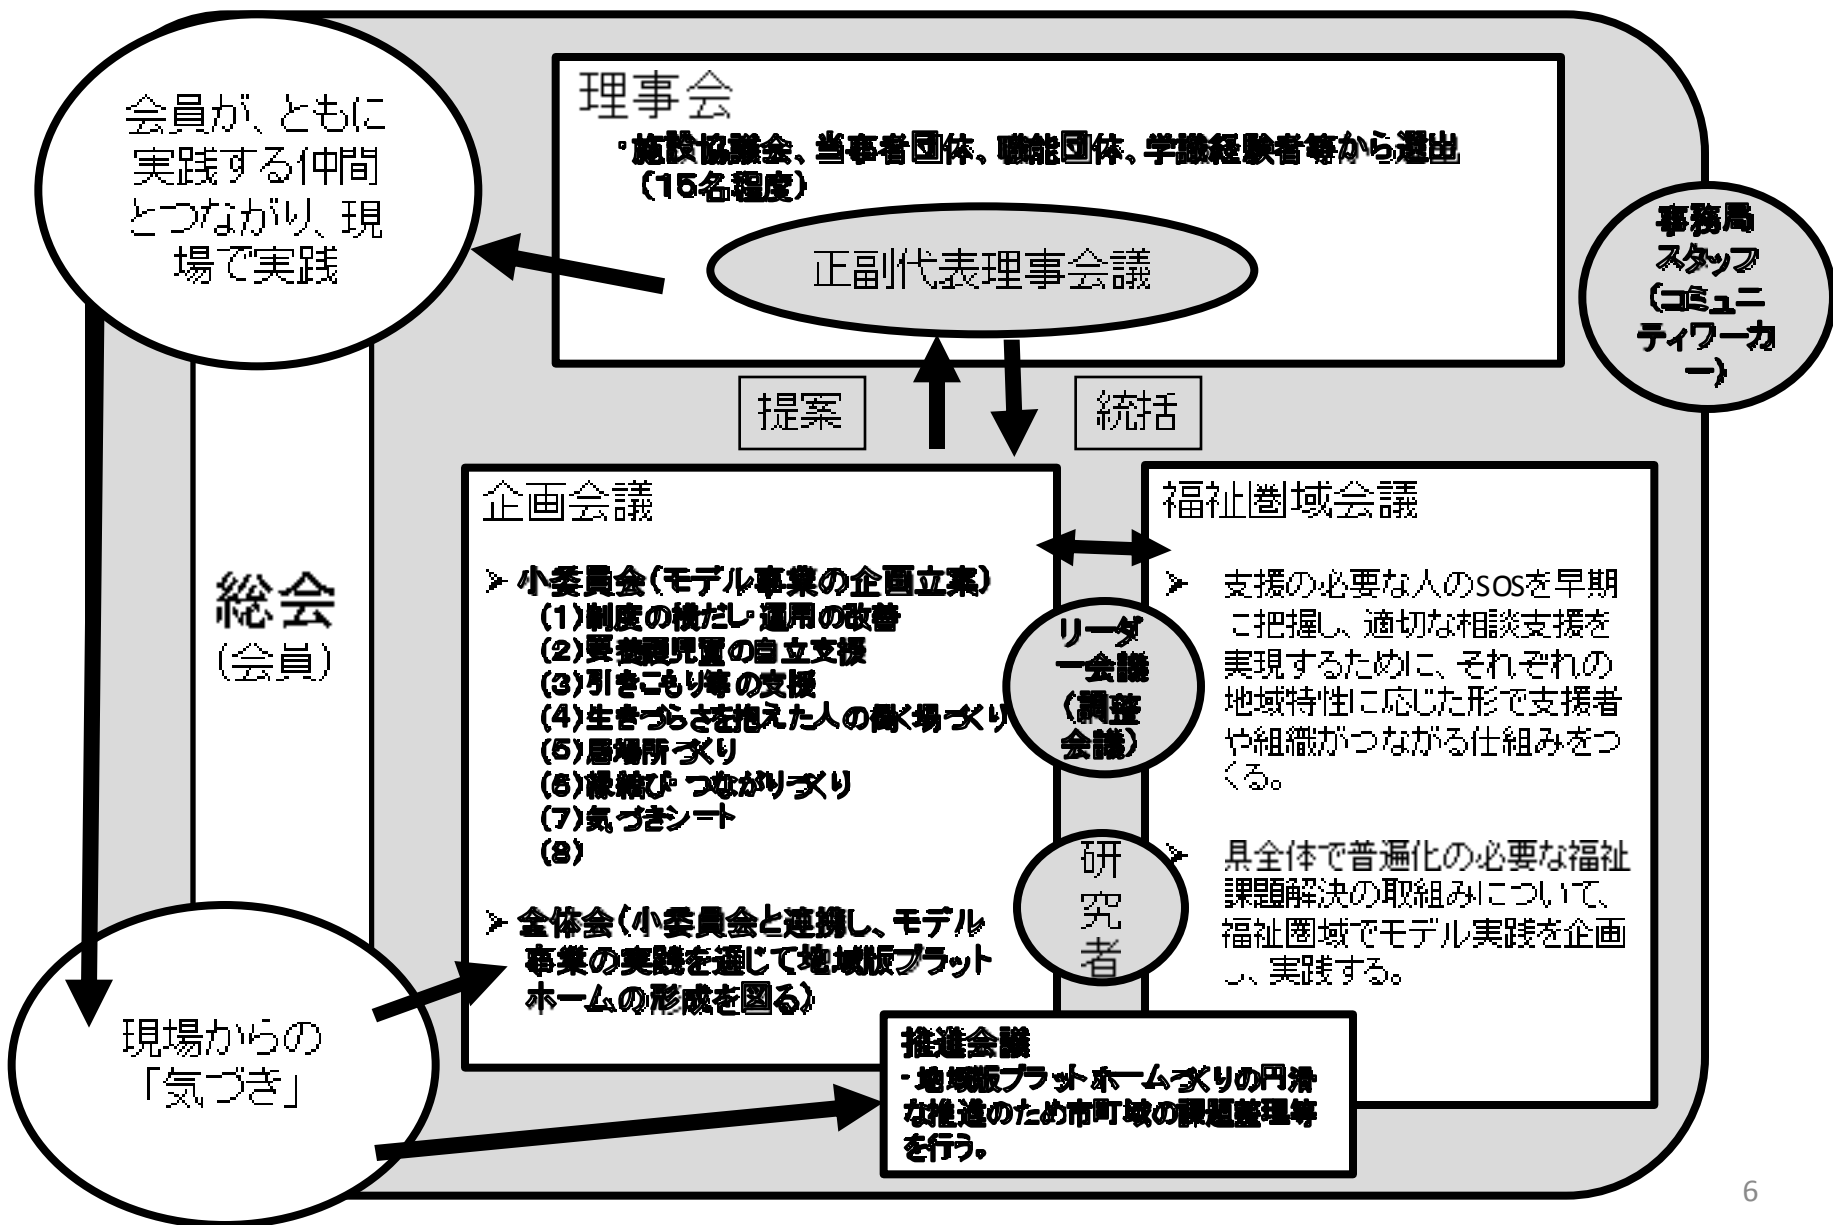 会員が、ともに
実践する仲間
とつながり、現
場で実践
理事会
・施設協議会、当事者団体、職能団体、学識経験者等から選出
(15名程度)
正副代表理事会議
事務局
スタッフ
(コミュニ
ティワーカ
ー)
提案
統括
総会
(会員)
企画会議
➢ 小委員会(モデル事業の企画立案)
(1)制度の横だし・運用の改善
(2)要養護児童の自立支援
(3)引きこもり等の支援
(4)生きづらさを抱えた人の働く場づくり
(5)居場所づくり
(6)縁結び・つながりづくり
(7)気づきシート
(8)
➢ 全体会(小委員会と連携し、モデル
事業の実践を通じて地域版プラット
ホームの形成を図る)
リーダ
ー会議
(調整
会議)
研
究
者
福祉圏域会議
➢ 支援の必要な人のSOSを早期
に把握し、適切な相談支援を
実現するために、それぞれの
地域特性に応じた形で支援者
や組織がつながる仕組みをつ
くる。
➢ 県全体で普遍化の必要な福祉
課題解決の取組みについて、
福祉圏域でモデル実践を企画
し、実践する。
現場からの
「気づき」
推進会議
・地域版プラットホームづくりの円滑
な推進のため市町域の課題整理等
を行う。
6